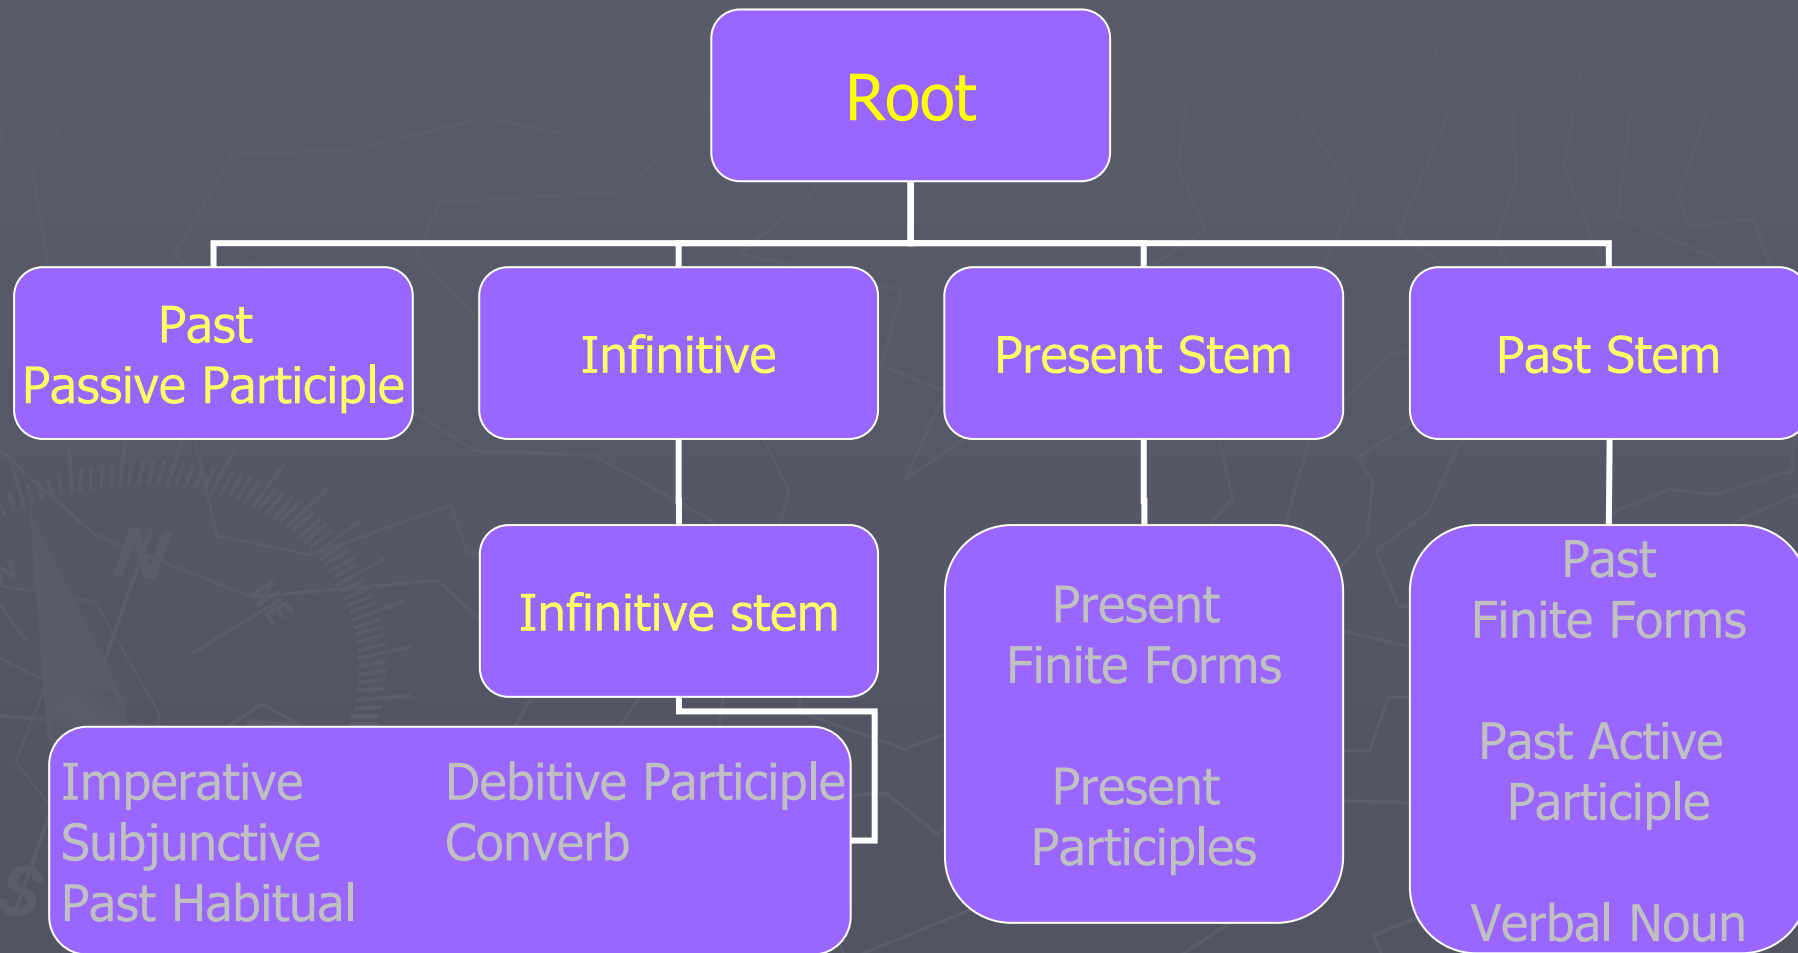 Root
Past
Passive Participle
Infinitive
Present Stem
Past Stem
Infinitive stem
Imperative Debitive Participle
Subjunctive Converb
Past Habitual
Present
Finite Forms
Present
Participles
Past
Finite Forms
Past Active
Participle
Verbal Noun
N
N
NE
S